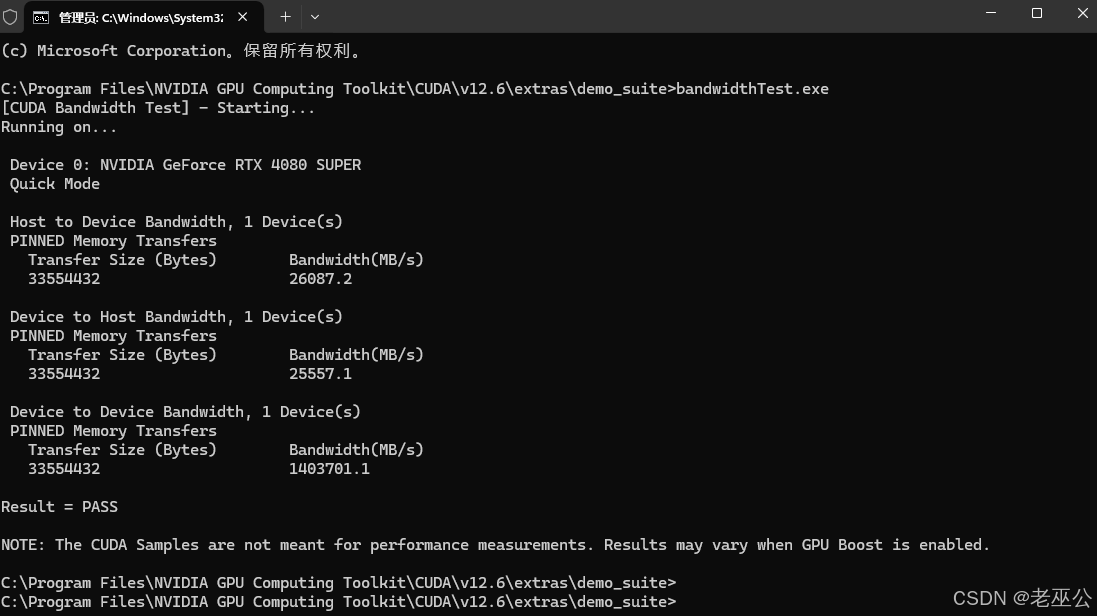 管理员: C:\Windows\System32
(c) Microsoft Corporation。保留所有权利。
C:\Program Files\NVIDIA GPU Computing Toolkit\CUDA\v12.6\extras\demo_suite>bandwidthTest.exe
[CUDA Bandwidth Test] - Starting...
Running on...
Device 0: NVIDIA GeForce RTX 4080 SUPER
Quick Mode
Host to Device Bandwidth, 1 Device(s)
PINNED Memory Transfers
Transfer Size (Bytes) Bandwidth(MB/s)
33554432 26087.2
Device to Host Bandwidth, 1 Device(s)
PINNED Memory Transfers
Transfer Size (Bytes) Bandwidth(MB/s)
33554432 25557.1
Device to Device Bandwidth, 1 Device(s)
PINNED Memory Transfers
Transfer Size (Bytes) Bandwidth(MB/s)
33554432 1403701.1
Result = PASS
NOTE: The CUDA Samples are not meant for performance measurements. Results may vary when GPU Boost is enabled.
C:\Program Files\NVIDIA GPU Computing Toolkit\CUDA\v12.6\extras\demo_suite>
C:\Program Files\NVIDIA GPU Computing Toolkit\CUDA\v12.6\extras\demo_suite>
CSDN @老巫公